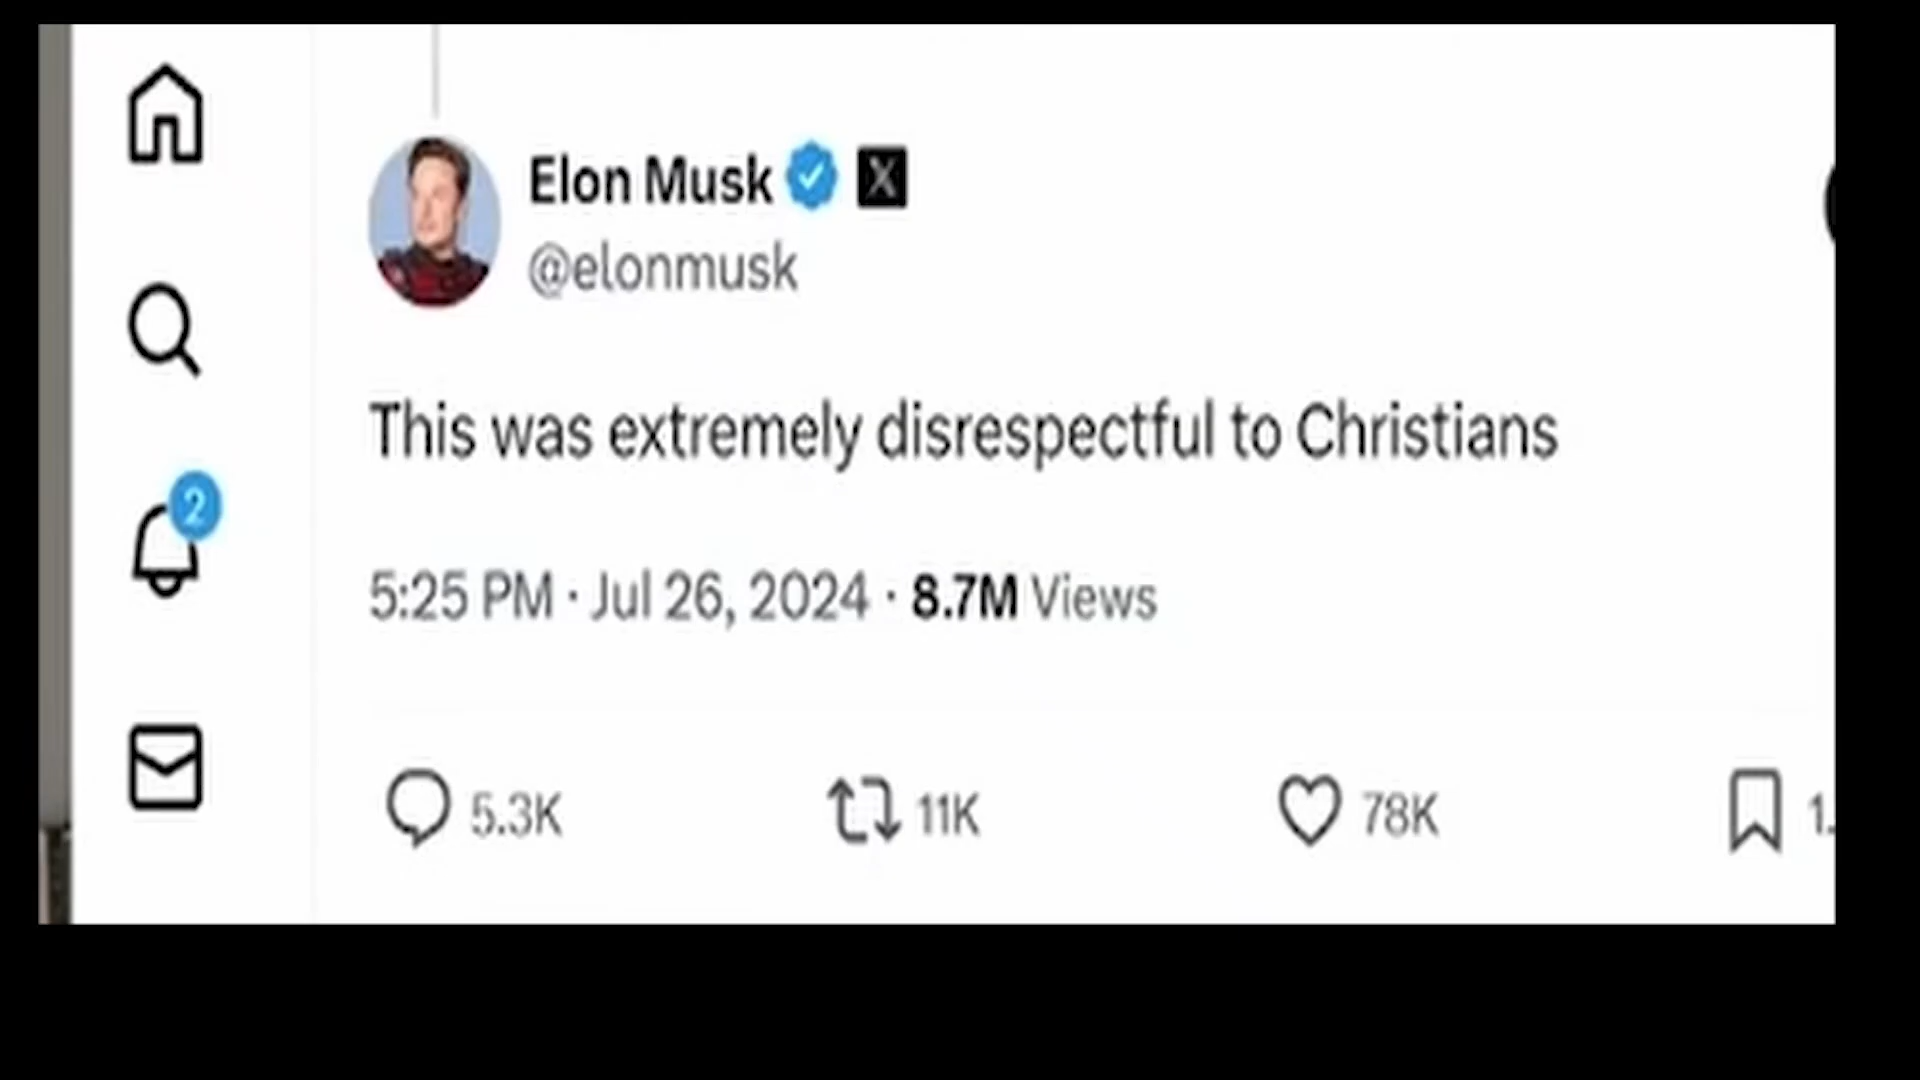 Elon Musk X
@elonmusk
This was extremely disrespectful to Christians
2
5:25 PM · Jul 26, 2024 · 8.7M Views
5.3K 11K 78K